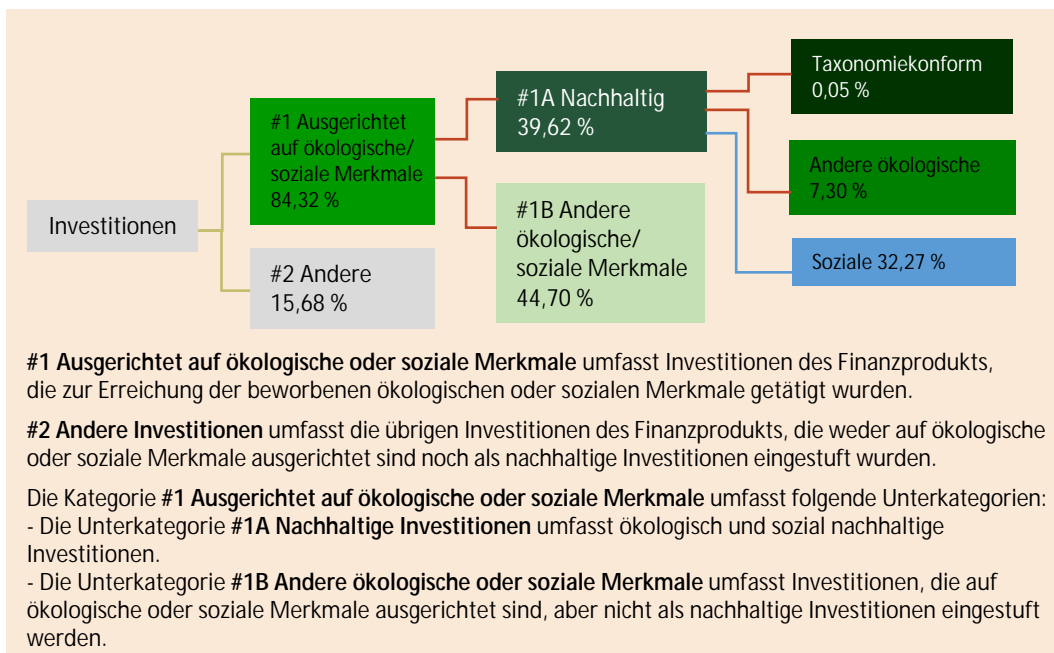 Investitionen
#1 Ausgerichtet
auf ökologische/
soziale Merkmale
84,32 %
#2 Andere
15,68 %
#1A Nachhaltig
39,62 %
#1B Andere
ökologische/
soziale Merkmale
44,70 %
Taxonomiekonform
0,05 %
Andere ökologische
7,30 %
Soziale 32,27 %
#1 Ausgerichtet auf ökologische oder soziale Merkmale umfasst Investitionen des Finanzprodukts,
die zur Erreichung der beworbenen ökologischen oder sozialen Merkmale getätigt wurden.
#2 Andere Investitionen umfasst die übrigen Investitionen des Finanzprodukts, die weder auf ökologische
oder soziale Merkmale ausgerichtet sind noch als nachhaltige Investitionen eingestuft wurden.
Die Kategorie #1 Ausgerichtet auf ökologische oder soziale Merkmale umfasst folgende Unterkategorien:
- Die Unterkategorie #1A Nachhaltige Investitionen umfasst ökologisch und sozial nachhaltige
Investitionen.
- Die Unterkategorie #1B Andere ökologische oder soziale Merkmale umfasst Investitionen, die auf
ökologische oder soziale Merkmale ausgerichtet sind, aber nicht als nachhaltige Investitionen eingestuft
werden.